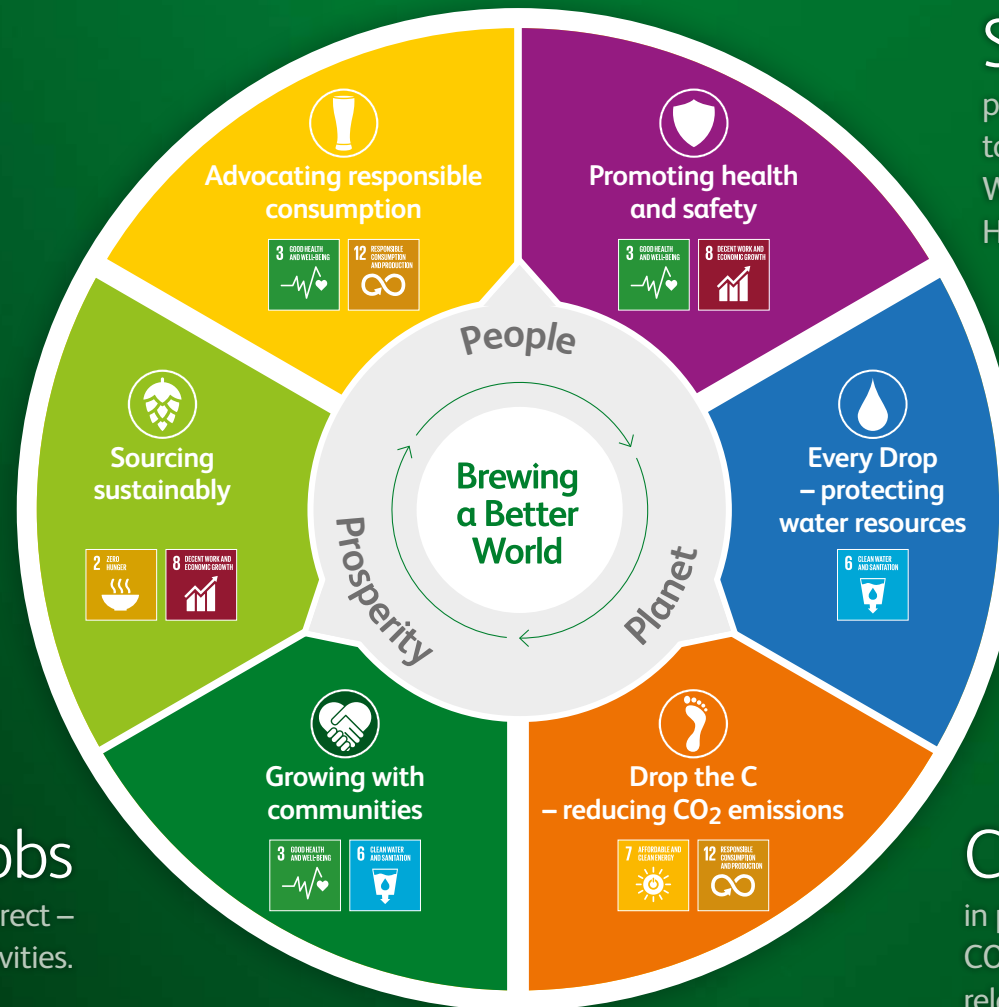 Advocating responsible
consumption
3 GOOD HEALTH
AND WELL-BEING
12 RESPONSIBLE
CONSUMPTION
AND PRODUCTION
Promoting health
and safety
3 GOOD HEALTH
AND WELL-BEING
8 DECENT WORK AND
ECONOMIC GROWTH
Every Drop
– protecting
water resources
6 CLEAN WATER
AND SANITATION
Drop the C
– reducing CO2 emissions
7 AFFORDABLE AND
CLEAN ENERGY
12 RESPONSIBLE
CONSUMPTION
AND PRODUCTION
Growing with
communities
3 GOOD HEALTH
AND WELL-BEING
6 CLEAN WATER
AND SANITATION
Sourcing
sustainably
2 ZERO
HUNGER
8 DECENT WORK AND
ECONOMIC GROWTH
People
Planet
Prosperity
Brewing
a Better
World
obs
rect –
vities.
in